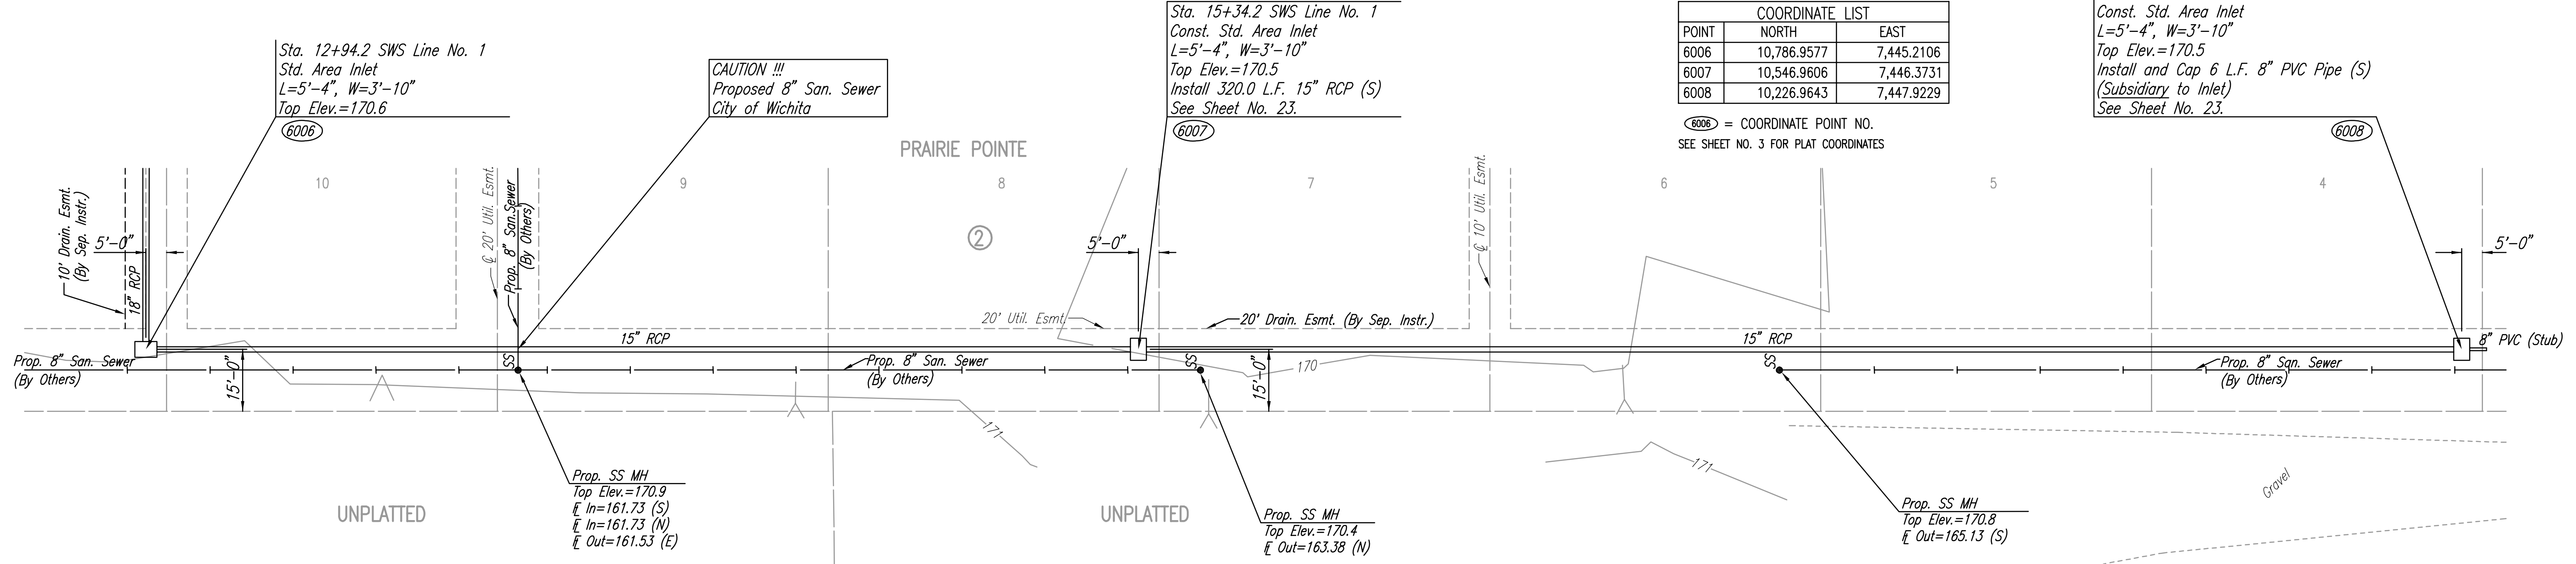 Sta. 12+94.2 SWS Line No. 1
Std. Area Inlet
L=5'-4", W=3'-10"
Top Elev.=170.6
6006
CAUTION !!!
Proposed 8" San. Sewer
City of Wichita
Sta. 15+34.2 SWS Line No. 1
Const. Std. Area Inlet
L=5'-4", W=3'-10"
Top Elev.=170.5
Install 320.0 L.F. 15" RCP (S)
See Sheet No. 23.
6007
COORDINATE LIST
POINT NORTH EAST
6006 10,786.9577 7,445.2106
6007 10,546.9606 7,446.3731
6008 10,226.9643 7,447.9229
6006 = COORDINATE POINT NO.
SEE SHEET NO. 3 FOR PLAT COORDINATES
Const. Std. Area Inlet
L=5'-4", W=3'-10"
Top Elev.=170.5
Install and Cap 6 L.F. 8" PVC Pipe (S)
(Subsidiary to Inlet)
See Sheet No. 23.
6008
PRAIRIE POINTE
10
9
8
7
6
5
4
2
10' Drain. Esmt.
(By Sep. Instr.)
5'-0"
18" RCP
℄ 20' Util. Esmt.
Prop. 8" San.Sewer
(By Others)
5'-0"
℄ 10' Util. Esmt.
5'-0"
20' Util. Esmt.
20' Drain. Esmt. (By Sep. Instr.)
15" RCP
15" RCP
8" PVC (Stub)
Prop. 8" San. Sewer
(By Others)
15'-0"
SS
Prop. 8" San. Sewer
(By Others)
SS
15'-0"
170
SS
Prop. 8" San. Sewer
(By Others)
171
171
Gravel
Prop. SS MH
Top Elev.=170.9
FL In=161.73 (S)
FL In=161.73 (N)
FL Out=161.53 (E)
Prop. SS MH
Top Elev.=170.4
FL Out=163.38 (N)
Prop. SS MH
Top Elev.=170.8
FL Out=165.13 (S)
UNPLATTED
UNPLATTED